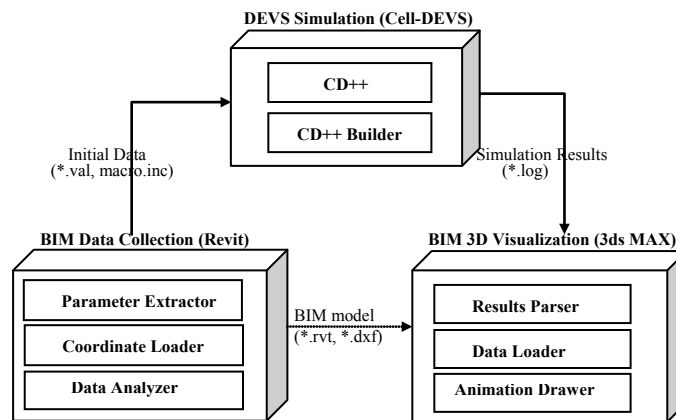 DEVS Simulation (Cell-DEVS)
CD++
CD++ Builder
Initial Data
(*.val, macro.inc)
Simulation Results
(*.log)
BIM Data Collection (Revit)
Parameter Extractor
Coordinate Loader
Data Analyzer
BIM model
(*.rvt, *.dxf)
BIM 3D Visualization (3ds MAX)
Results Parser
Data Loader
Animation Drawer